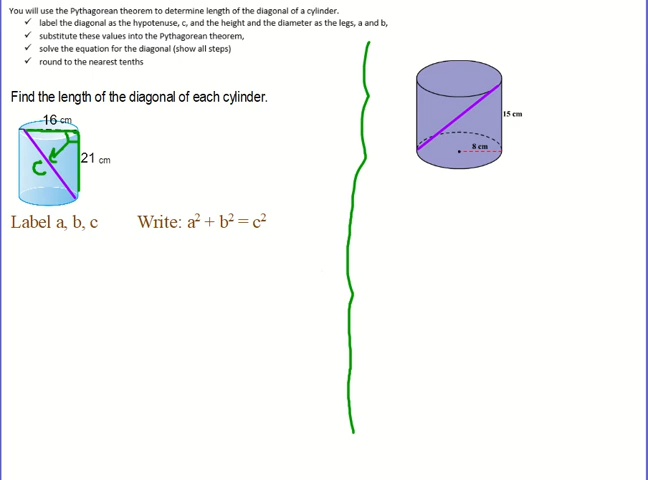 You will use the Pythagorean theorem to determine length of the diagonal of a cylinder.
✓ label the diagonal as the hypotenuse, c, and the height and the diameter as the legs, a and b,
✓ substitute these values into the Pythagorean theorem,
✓ solve the equation for the diagonal (show all steps)
✓ round to the nearest tenths
Find the length of the diagonal of each cylinder.
16 cm
21 cm
C
Label a, b, c Write: a² + b² = c²
15 cm
8 cm